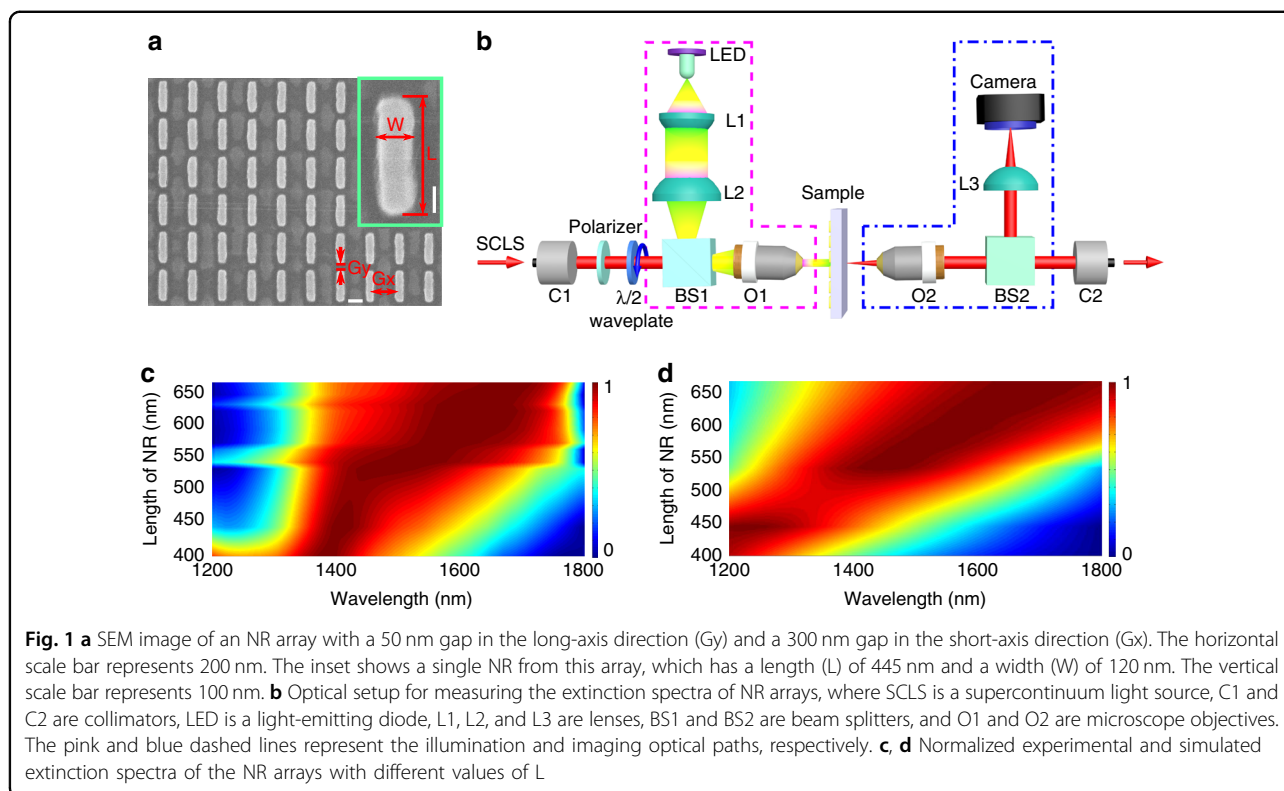 a
W
L
Gy
Gx
b
LED
L1
L2
Camera
L3
Sample
Polarizer
SCLS
C1
λ/2
waveplate
BS1
O1
O2
BS2
C2
c
650
600
550
500
450
400
Length of NR (nm)
1200 1400 1600 1800
Wavelength (nm)
1
0
d
650
600
550
500
450
400
Length of NR (nm)
1200 1400 1600 1800
Wavelength (nm)
1
0
Fig. 1 a SEM image of an NR array with a 50 nm gap in the long-axis direction (Gy) and a 300 nm gap in the short-axis direction (Gx). The horizontal
scale bar represents 200 nm. The inset shows a single NR from this array, which has a length (L) of 445 nm and a width (W) of 120 nm. The vertical
scale bar represents 100 nm. b Optical setup for measuring the extinction spectra of NR arrays, where SCLS is a supercontinuum light source, C1 and
C2 are collimators, LED is a light-emitting diode, L1, L2, and L3 are lenses, BS1 and BS2 are beam splitters, and O1 and O2 are microscope objectives.
The pink and blue dashed lines represent the illumination and imaging optical paths, respectively. c, d Normalized experimental and simulated
extinction spectra of the NR arrays with different values of L